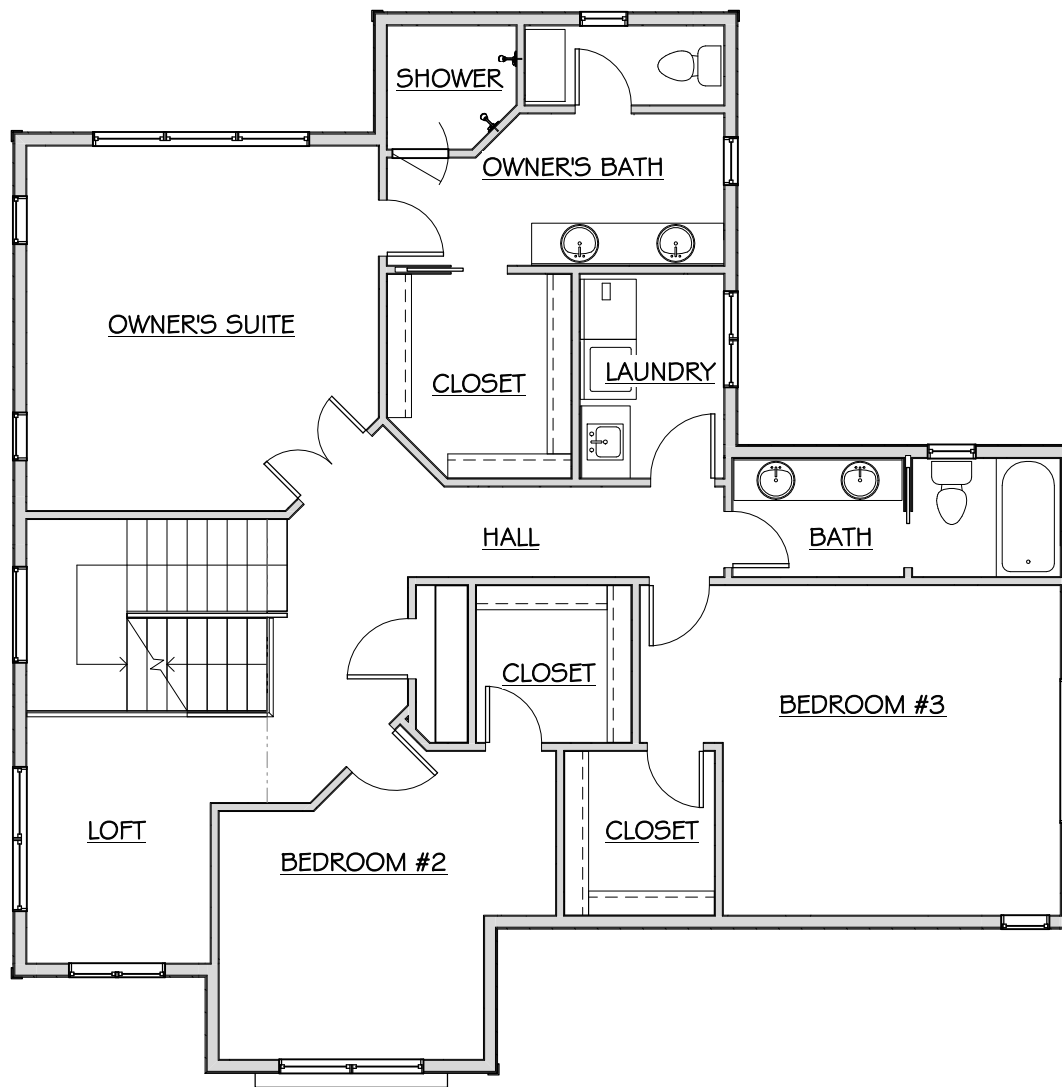 SHOWER
OWNER'S BATH
OWNER'S SUITE
CLOSET
LAUNDRY
HALL
BATH
CLOSET
BEDROOM #3
LOFT
BEDROOM #2
CLOSET